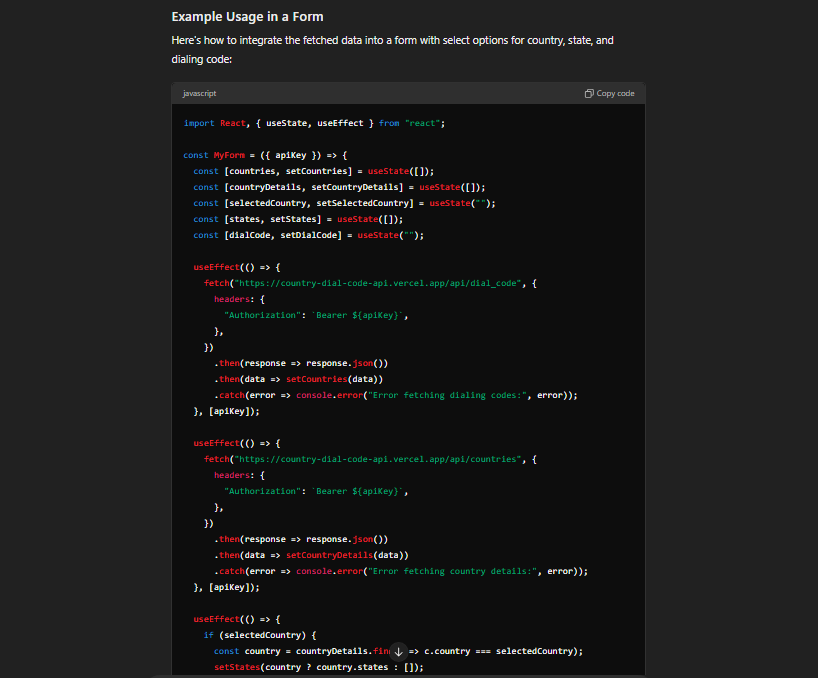 Example Usage in a Form
Here's how to integrate the fetched data into a form with select options for country, state, and
dialing code:
javascript
Copy code
import React, { useState, useEffect } from "react";
const MyForm = ({ apiKey }) => {
const [countries, setCountries] = useState([]);
const [countryDetails, setCountryDetails] = useState([]);
const [selectedCountry, setSelectedCountry] = useState("");
const [states, setStates] = useState([]);
const [dialCode, setDialCode] = useState("");
useEffect(() => {
fetch("https://country-dial-code-api.vercel.app/api/dial_code", {
headers: {
"Authorization": `Bearer ${apiKey}`,
},
})
.then(response => response.json())
.then(data => setCountries(data))
.catch(error => console.error("Error fetching dialing codes:", error));
}, [apiKey]);
useEffect(() => {
fetch("https://country-dial-code-api.vercel.app/api/countries", {
headers: {
"Authorization": `Bearer ${apiKey}`,
},
})
.then(response => response.json())
.then(data => setCountryDetails(data))
.catch(error => console.error("Error fetching country details:", error));
}, [apiKey]);
useEffect(() => {
if (selectedCountry) {
const country = countryDetails. => c.country === selectedCountry);
setStates(country ? country.states : []);